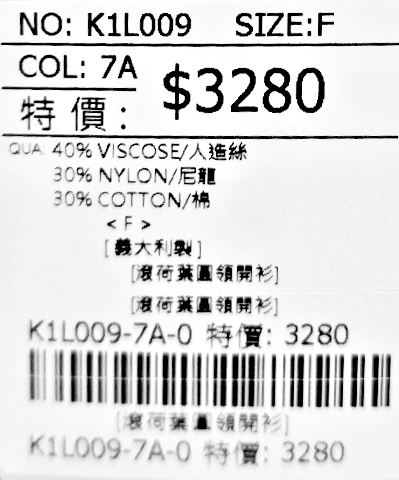 NO: K1L009 SIZE:F
COL: 7A
特價: $3280
QUA: 40% VISCOSE/人造絲
30% NYLON/尼龍
30% COTTON/棉
< F >
[義大利製]
[滾荷葉圓領開衫]
[滾荷葉圓領開衫]
K1L009-7A-0 特價: 3280
[滾荷葉圓領開衫]
K1L009-7A-0 特價: 3280